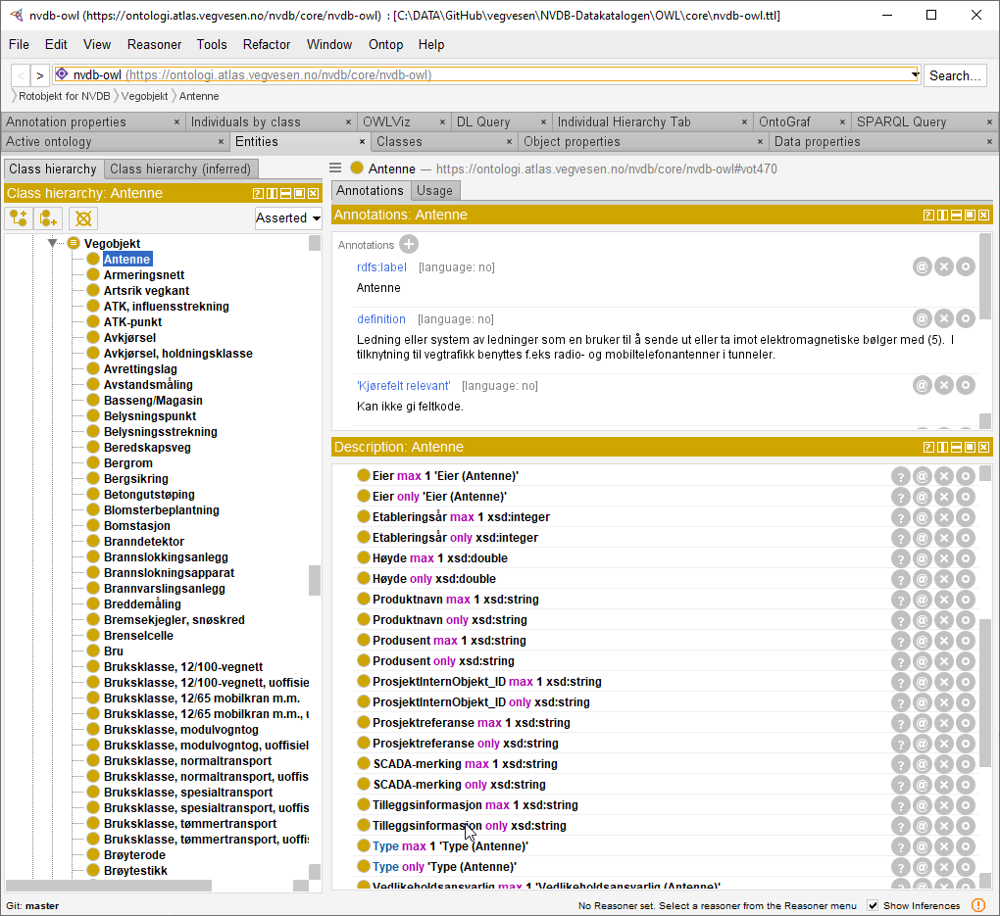 nvdb-owl (https://ontologi.atlas.vegvesen.no/nvdb/core/nvdb-owl) : [C:\DATA\GitHub\vegvesen\NVDB-Datakatalogen\OWL\core\nvdb-owl.ttl]
File Edit View Reasoner Tools Refactor Window Ontop Help
< > nvdb-owl (https://ontologi.atlas.vegvesen.no/nvdb/core/nvdb-owl) Search...
Rotobjekt for NVDB Vegobjekt Antenne
Annotation properties × Individuals by class × OWLViz × DL Query × Individual Hierarchy Tab × OntoGraf × SPARQL Query ×
Active ontology × Entities × Classes × Object properties × Data properties ×
Class hierarchy Class hierarchy (inferred)
Class hierarchy: Antenne
Asserted
Vegobjekt
Antenne
Armeringsnett
Artsrik vegkant
ATK, influensstrekning
ATK-punkt
Avkjørsel
Avkjørsel, holdningsklasse
Avrettingslag
Avstandsmåling
Basseng/Magasin
Belysningspunkt
Belysningsstrekning
Beredskapsveg
Bergrom
Bergsikring
Betongutstøping
Blomsterbeplantning
Bomstasjon
Branndetektor
Brannslokkingsanlegg
Brannslokningsapparat
Brannvarslingsanlegg
Breddemåling
Bremsekjegler, snøskred
Brenselcelle
Bru
Bruksklasse, 12/100-vegnett
Bruksklasse, 12/100-vegnett, uoffisie
Bruksklasse, 12/65 mobilkran m.m.
Bruksklasse, 12/65 mobilkran m.m., u
Bruksklasse, modulvogntog
Bruksklasse, modulvogntog, uoffisiel
Bruksklasse, normaltransport
Bruksklasse, normaltransport, uoffis
Bruksklasse, spesialtransport
Bruksklasse, spesialtransport, uoffis
Bruksklasse, tømmertransport
Bruksklasse, tømmertransport, uoffi
Brøyterode
Brøytestikk
Antenne — https://ontologi.atlas.vegvesen.no/nvdb/core/nvdb-owl#vot470
Annotations Usage
Annotations: Antenne
Annotations
rdfs:label [language: no]
Antenne
definition [language: no]
Ledning eller system av ledninger som en bruker til å sende ut eller ta imot elektromagnetiske bølger med (5). I
tilknytning til vegtrafikk benyttes f.eks radio- og mobiltelefonantenner i tunneler.
'Kjørefelt relevant' [language: no]
Kan ikke gi feltkode.
Description: Antenne
Eier max 1 'Eier (Antenne)'
Eier only 'Eier (Antenne)'
Etableringsår max 1 xsd:integer
Etableringsår only xsd:integer
Høyde max 1 xsd:double
Høyde only xsd:double
Produktnavn max 1 xsd:string
Produktnavn only xsd:string
Produsent max 1 xsd:string
Produsent only xsd:string
ProsjektInternObjekt_ID max 1 xsd:string
ProsjektInternObjekt_ID only xsd:string
Prosjektreferanse max 1 xsd:string
Prosjektreferanse only xsd:string
SCADA-merking max 1 xsd:string
SCADA-merking only xsd:string
Tilleggsinformasjon max 1 xsd:string
Tilleggsinformasjon only xsd:string
Type max 1 'Type (Antenne)'
Type only 'Type (Antenne)'
Vedlikeholdsansvarlig max 1 'Vedlikeholdsansvarlig (Antenne)'
Git: master No Reasoner set. Select a reasoner from the Reasoner menu Show Inferences